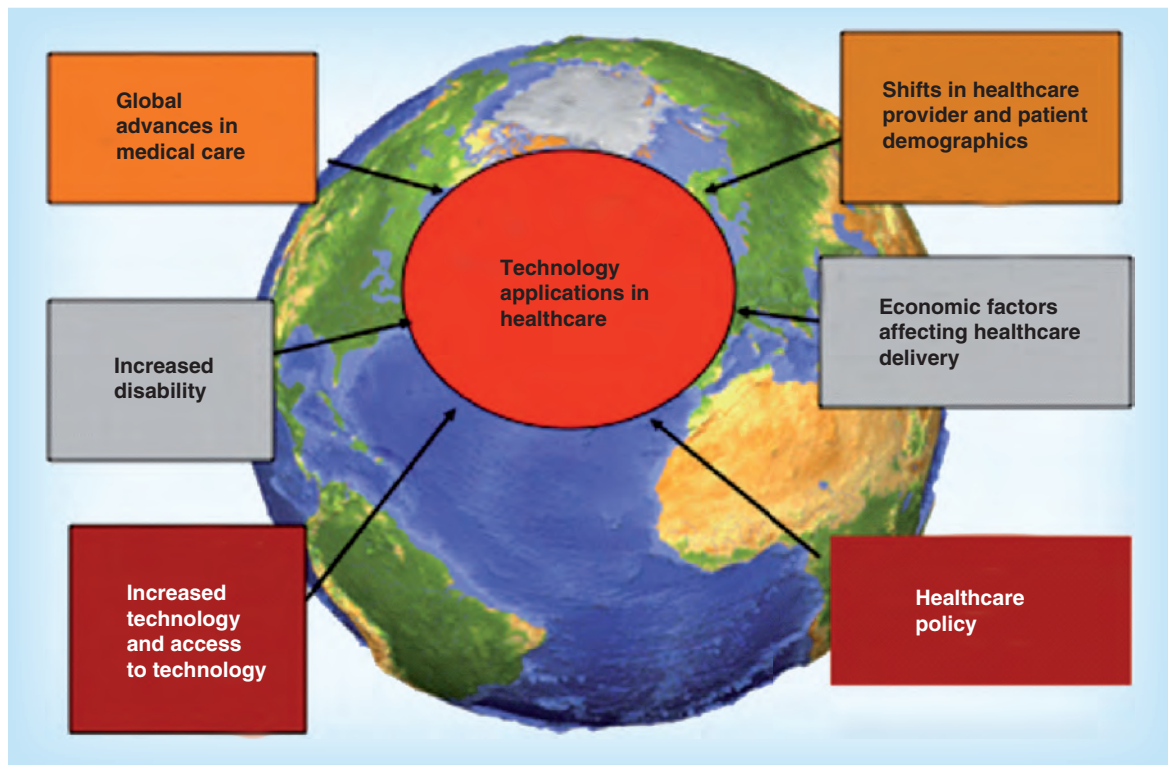 Global
advances in
medical care
Shifts in healthcare
provider and patient
demographics
Technology
applications in
healthcare
Increased
disability
Economic factors
affecting healthcare
delivery
Increased
technology
and access
to technology
Healthcare
policy